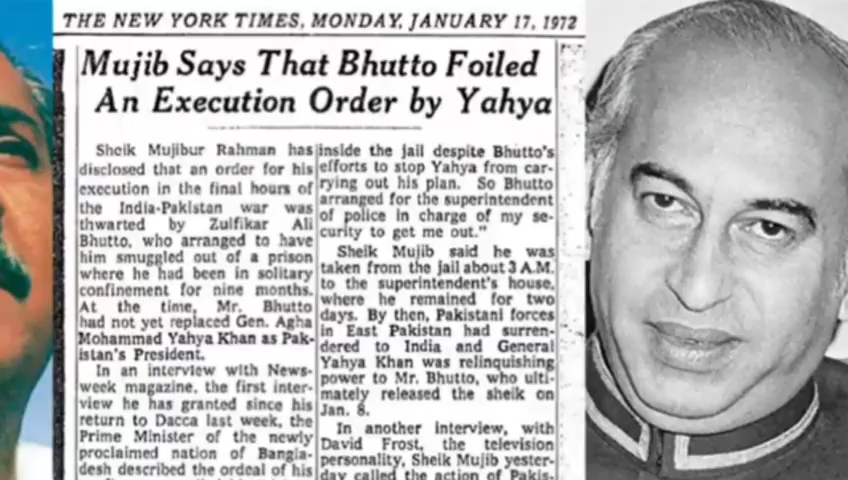 THE NEW YORK TIMES, MONDAY, JANUARY 17, 1972
Mujib Says That Bhutto Foiled
An Execution Order by Yahya
Sheik Mujibur Rahman has
disclosed that an order for his
execution in the final hours of
the India-Pakistan war was
thwarted by Zulfikar Ali
Bhutto, who arranged to have
him smuggled out of a prison
where he had been in solitary
confinement for nine months.
At the time, Mr. Bhutto
had not yet replaced Gen. Agha
Mohammad Yahya Khan as Pak-
istan's President.
In an interview with News-
week magazine, the first inter-
view he has granted since his
return to Dacca last week, the
Prime Minister of the newly
proclaimed nation of Bangla-
desh described the ordeal of his
inside the jail despite Bhutto's
efforts to stop Yahya from car-
rying out his plan. So Bhutto
arranged for the superintendent
of police in charge of my se-
curity to get me out."
Sheik Mujib said he was
taken from the jail about 3 A.M.
to the superintendent's house,
where he remained for two
days. By then, Pakistani forces
in East Pakistan had surren-
dered to India and General
Yahya Khan was relinquishing
power to Mr. Bhutto, who ulti-
mately released the sheik on
Jan. 8.
In another interview, with
David Frost, the television
personality, Sheik Mujib yester-
day called the action of Pakis-